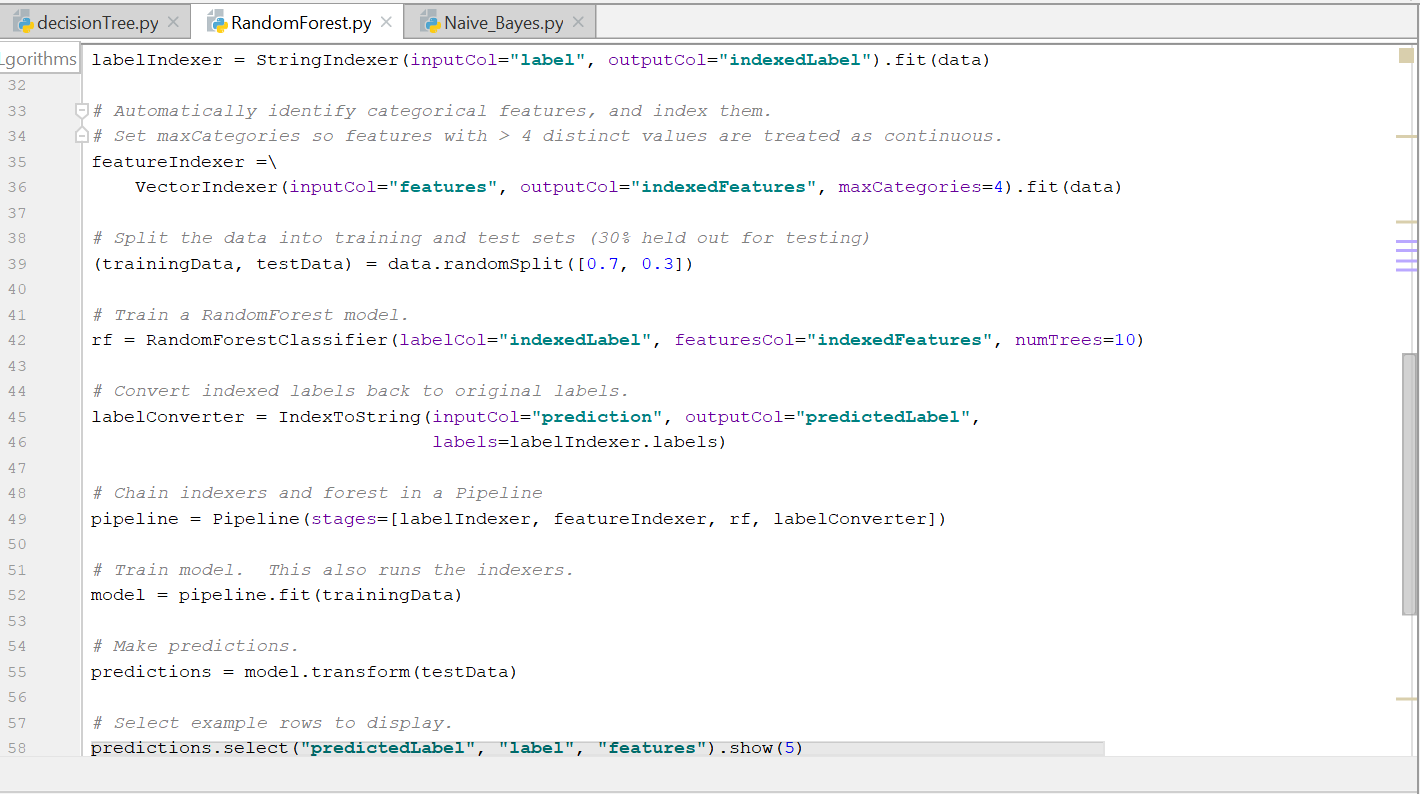 decisionTree.py RandomForest.py Naive_Bayes.py
lgorithms labelIndexer = StringIndexer(inputCol="label", outputCol="indexedLabel").fit(data)
32
33 # Automatically identify categorical features, and index them.
34 # Set maxCategories so features with > 4 distinct values are treated as continuous.
35 featureIndexer =\
36 VectorIndexer(inputCol="features", outputCol="indexedFeatures", maxCategories=4).fit(data)
37
38 # Split the data into training and test sets (30% held out for testing)
39 (trainingData, testData) = data.randomSplit([0.7, 0.3])
40
41 # Train a RandomForest model.
42 rf = RandomForestClassifier(labelCol="indexedLabel", featuresCol="indexedFeatures", numTrees=10)
43
44 # Convert indexed labels back to original labels.
45 labelConverter = IndexToString(inputCol="prediction", outputCol="predictedLabel",
46 labels=labelIndexer.labels)
47
48 # Chain indexers and forest in a Pipeline
49 pipeline = Pipeline(stages=[labelIndexer, featureIndexer, rf, labelConverter])
50
51 # Train model.  This also runs the indexers.
52 model = pipeline.fit(trainingData)
53
54 # Make predictions.
55 predictions = model.transform(testData)
56
57 # Select example rows to display.
58 predictions.select("predictedLabel", "label", "features").show(5)